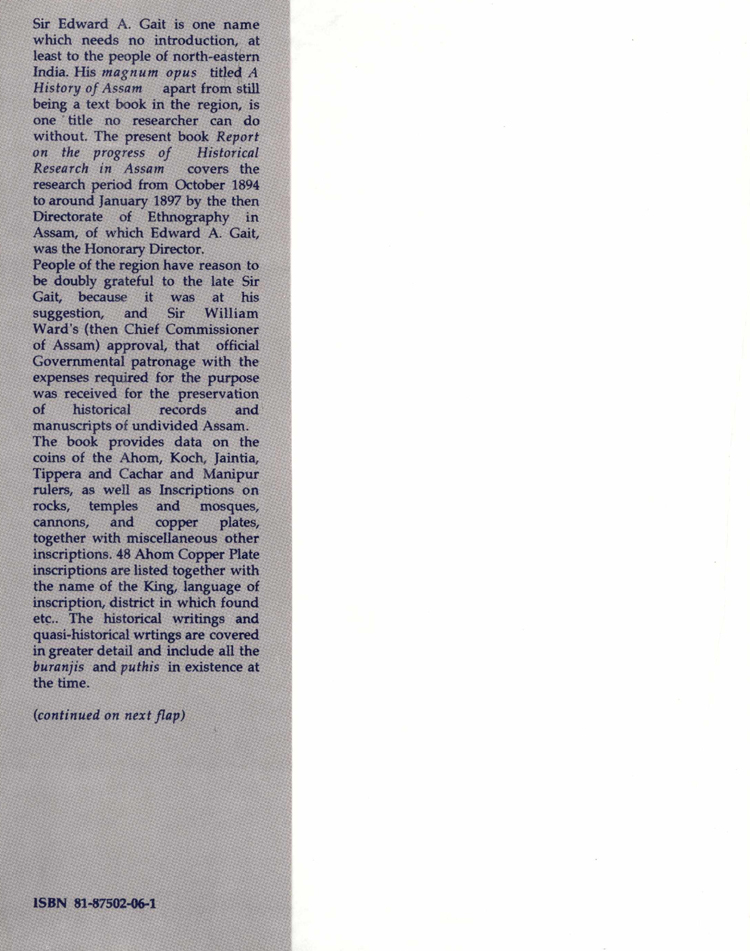 Sir Edward A. Gait is one name
which needs no introduction, at
least to the people of north-eastern
India. His magnum opus titled A
History of Assam apart from still
being a text book in the region, is
one title no researcher can do
without. The present book Report
on the progress of Historical
Research in Assam covers the
research period from October 1894
to around January 1897 by the then
Directorate of Ethnography in
Assam, of which Edward A. Gait,
was the Honorary Director.
People of the region have reason to
be doubly grateful to the late Sir
Gait, because it was at his
suggestion, and Sir William
Ward's (then Chief Commissioner
of Assam) approval, that official
Governmental patronage with the
expenses required for the purpose
was received for the preservation
of historical records and
manuscripts of undivided Assam.
The book provides data on the
coins of the Ahom, Koch, Jaintia,
Tippera and Cachar and Manipur
rulers, as well as Inscriptions on
rocks, temples and mosques,
cannons, and copper plates,
together with miscellaneous other
inscriptions. 48 Ahom Copper Plate
inscriptions are listed together with
the name of the King, language of
inscription, district in which found
etc.. The historical writings and
quasi-historical wrtings are covered
in greater detail and include all the
buranjis and puthis in existence at
the time.
(continued on next flap)
ISBN 81-87502-06-1